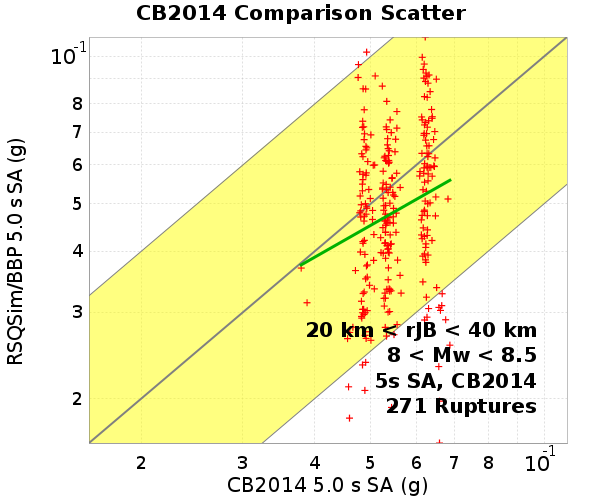 CB2014 Comparison Scatter
RSQSim/BBP 5.0 s SA (g)
10⁻¹
8
7
6
5
4
3
2
20 km < rJB < 40 km
8 < Mw < 8.5
5s SA, CB2014
271 Ruptures
2 3 4 5 6 7 8 10⁻¹
CB2014 5.0 s SA (g)